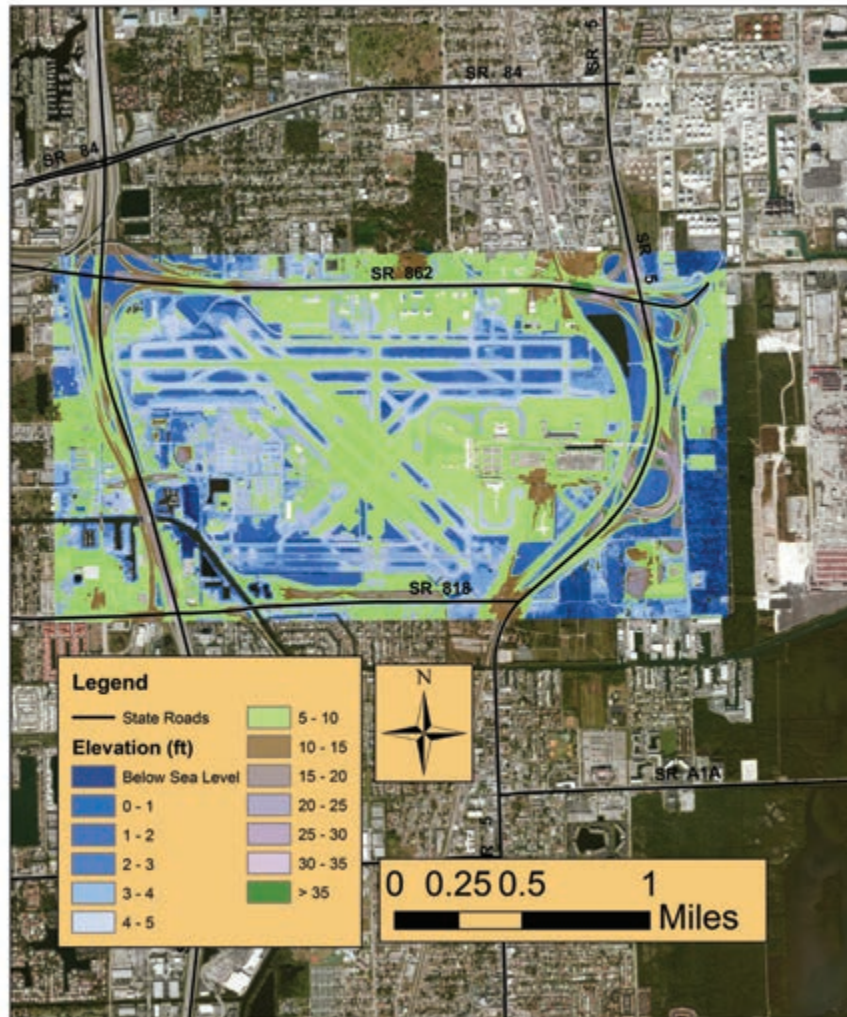 SR 5
SR 84
SR 84
SR 5
SR 862
SR 818
Legend
State Roads
Elevation (ft)
Below Sea Level
0 - 1
1 - 2
2 - 3
3 - 4
4 - 5
5 - 10
10 - 15
15 - 20
20 - 25
25 - 30
30 - 35
> 35
N
SR A1A
SR 5
0 0.25 0.5 1
Miles